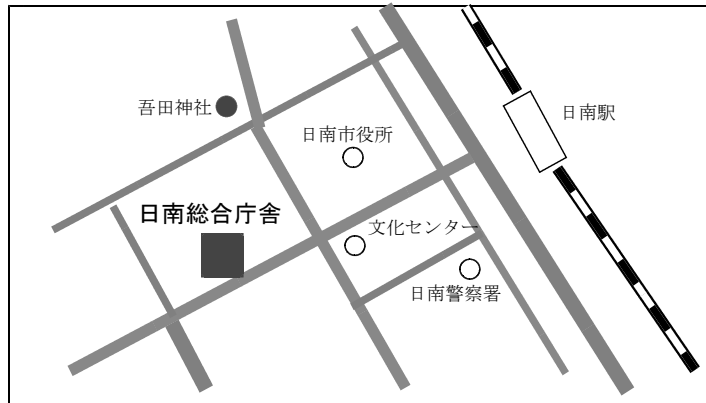 吾田神社
日南駅
日南市役所
日南総合庁舎
文化センター
日南警察署